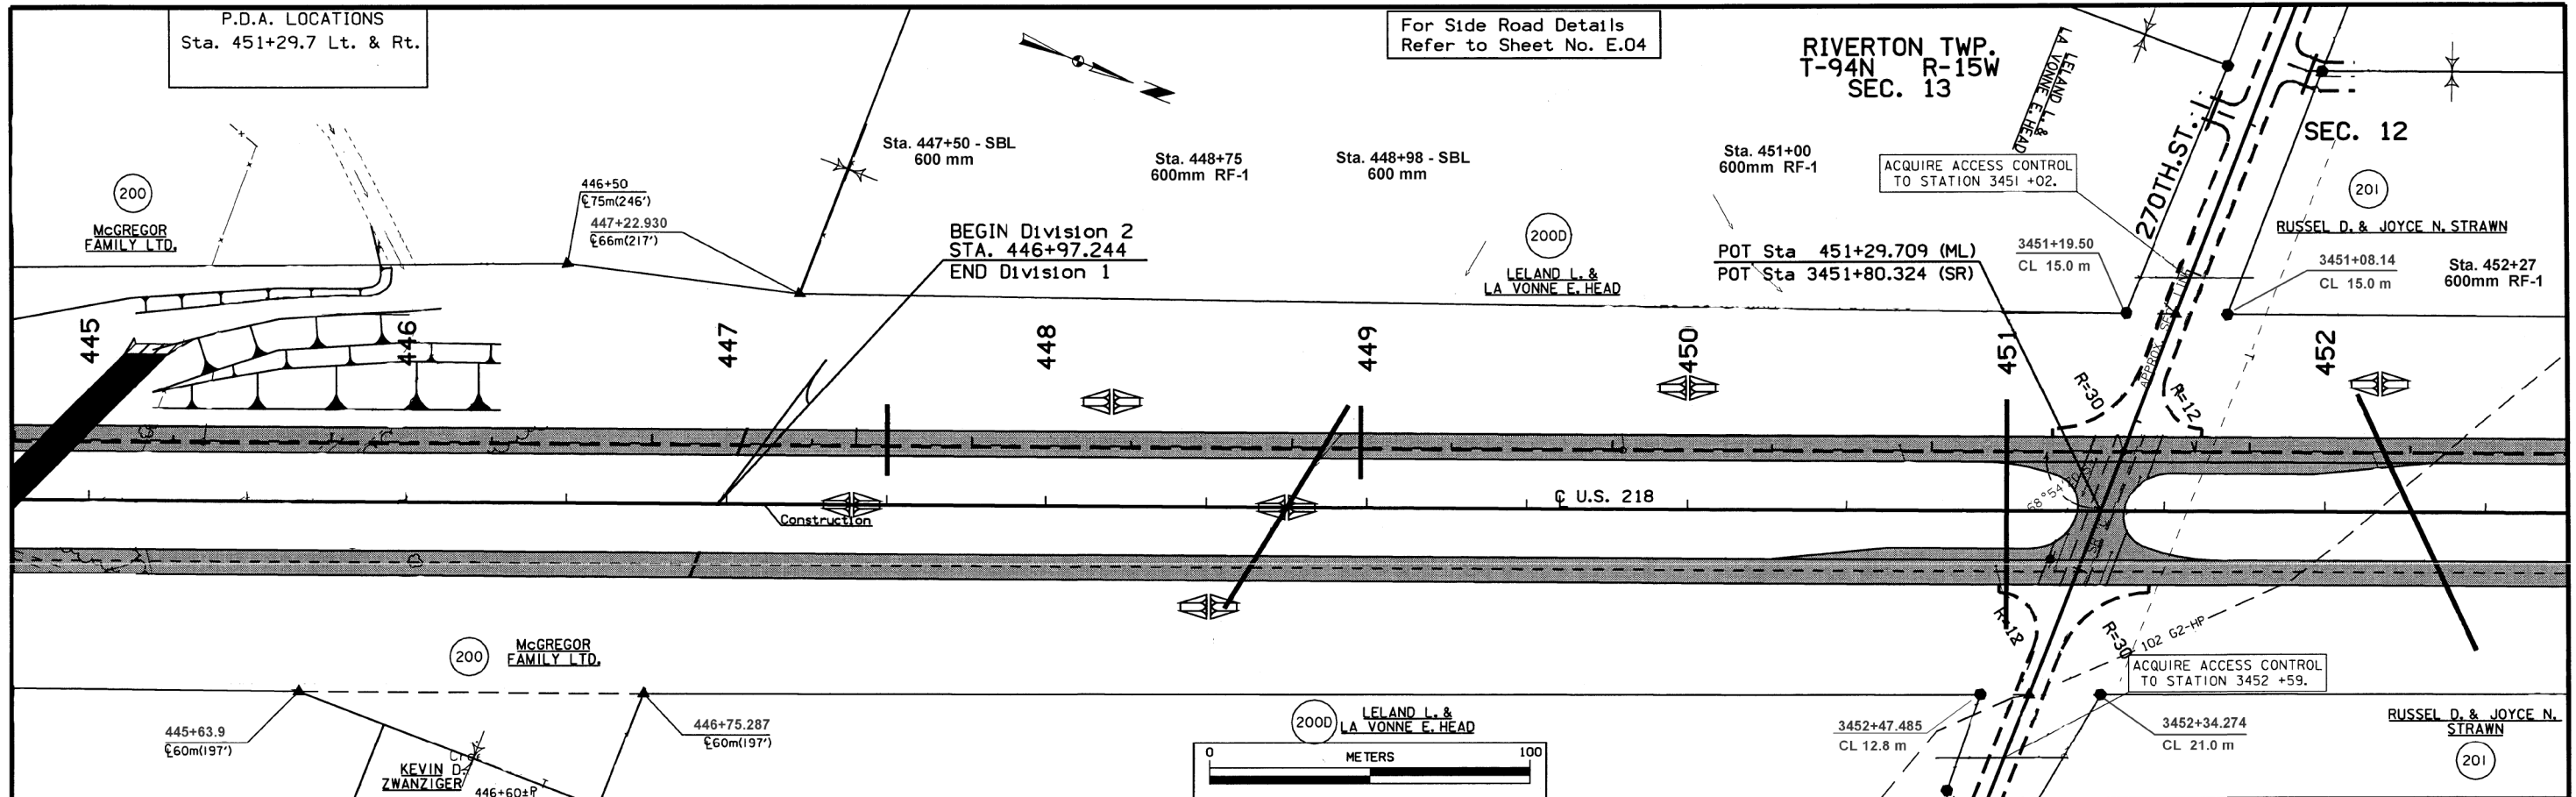 P.D.A. LOCATIONS
Sta. 451+29.7 Lt. & Rt.
For Side Road Details
Refer to Sheet No. E.04
RIVERTON TWP.
T-94N R-15W
SEC. 13
LELAND L. &
LA VONNE E. HEAD
270TH. ST.
SEC. 12
Sta. 447+50 - SBL
600 mm
Sta. 448+75
600mm RF-1
Sta. 448+98 - SBL
600 mm
Sta. 451+00
600mm RF-1
ACQUIRE ACCESS CONTROL
TO STATION 3451 +02.
200
McGREGOR
FAMILY LTD.
446+50
℄75m(246')
447+22.930
℄66m(217')
BEGIN Division 2
STA. 446+97.244
END Division 1
200D
LELAND L. &
LA VONNE E. HEAD
POT Sta 451+29.709 (ML)
POT Sta 3451+80.324 (SR)
3451+19.50
CL 15.0 m
201
RUSSEL D. & JOYCE N. STRAWN
3451+08.14
CL 15.0 m
Sta. 452+27
600mm RF-1
445
446
447
448
449
450
451
452
APPROX.
R=30
R=12
℄ U.S. 218
Construction
68°54'
SR
R=12
R=30
102 G2-HP
ACQUIRE ACCESS CONTROL
TO STATION 3452 +59.
200
McGREGOR
FAMILY LTD.
445+63.9
℄60m(197')
446+75.287
℄60m(197')
KEVIN D.
ZWANZIGER
446+60±
200D
LELAND L. &
LA VONNE E. HEAD
0 METERS 100
3452+47.485
CL 12.8 m
3452+34.274
CL 21.0 m
RUSSEL D. & JOYCE N.
STRAWN
201